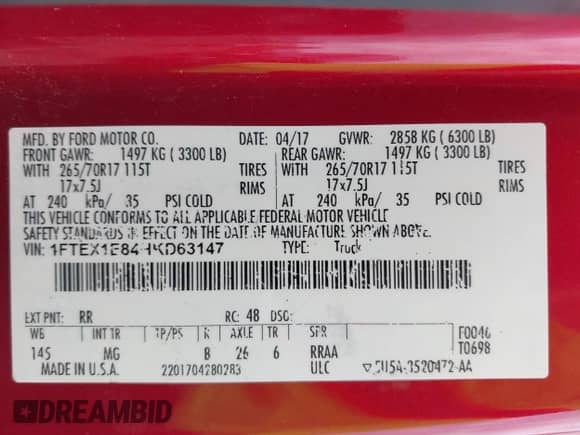 MFD. BY FORD MOTOR CO. DATE: 04/17 GVWR: 2858 KG ( 6300 LB)
FRONT GAWR: 1497 KG ( 3300 LB) REAR GAWR: 1497 KG ( 3300 LB)
WITH 265/70R17 115T TIRES WITH 265/70R17 115T TIRES
17x7.5J RIMS 17x7.5J RIMS
AT 240 kPa/ 35 PSI COLD AT 240 kPa/ 35 PSI COLD
THIS VEHICLE CONFORMS TO ALL APPLICABLE FEDERAL MOTOR VEHICLE
SAFETY STANDARDS IN EFFECT ON THE DATE OF MANUFACTURE SHOWN ABOVE.
VIN: TYPE: Truck
EXT PNT: RR RC: 48 DSO:
WB INT TR TP/PS R AXLE TR SPR F0046
145 MG B 26 6 RRAA T0698
MADE IN U.S.A. 2201704280283 ULC
DREAMBID